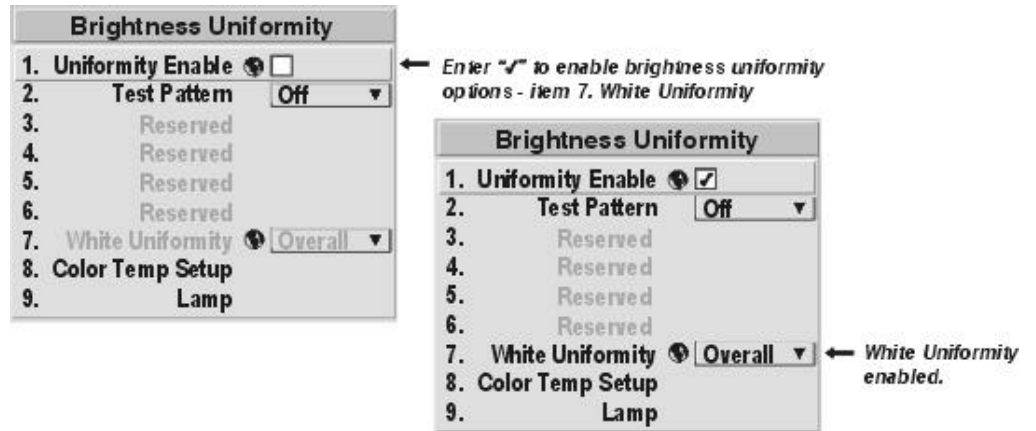 Brightness Uniformity
1. Uniformity Enable
2. Test Pattern Off
3. Reserved
4. Reserved
5. Reserved
6. Reserved
7. White Uniformity Overall
8. Color Temp Setup
9. Lamp
Enter "✓" to enable brightness uniformity
options - item 7. White Uniformity
Brightness Uniformity
1. Uniformity Enable ✓
2. Test Pattern Off
3. Reserved
4. Reserved
5. Reserved
6. Reserved
7. White Uniformity Overall
8. Color Temp Setup
9. Lamp
White Uniformity
enabled.